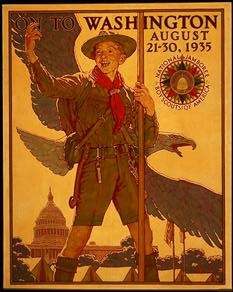 ON TO WASHINGTON
AUGUST
21-30, 1935
NATIONAL JAMBOREE
BOY SCOUTS OF AMERICA